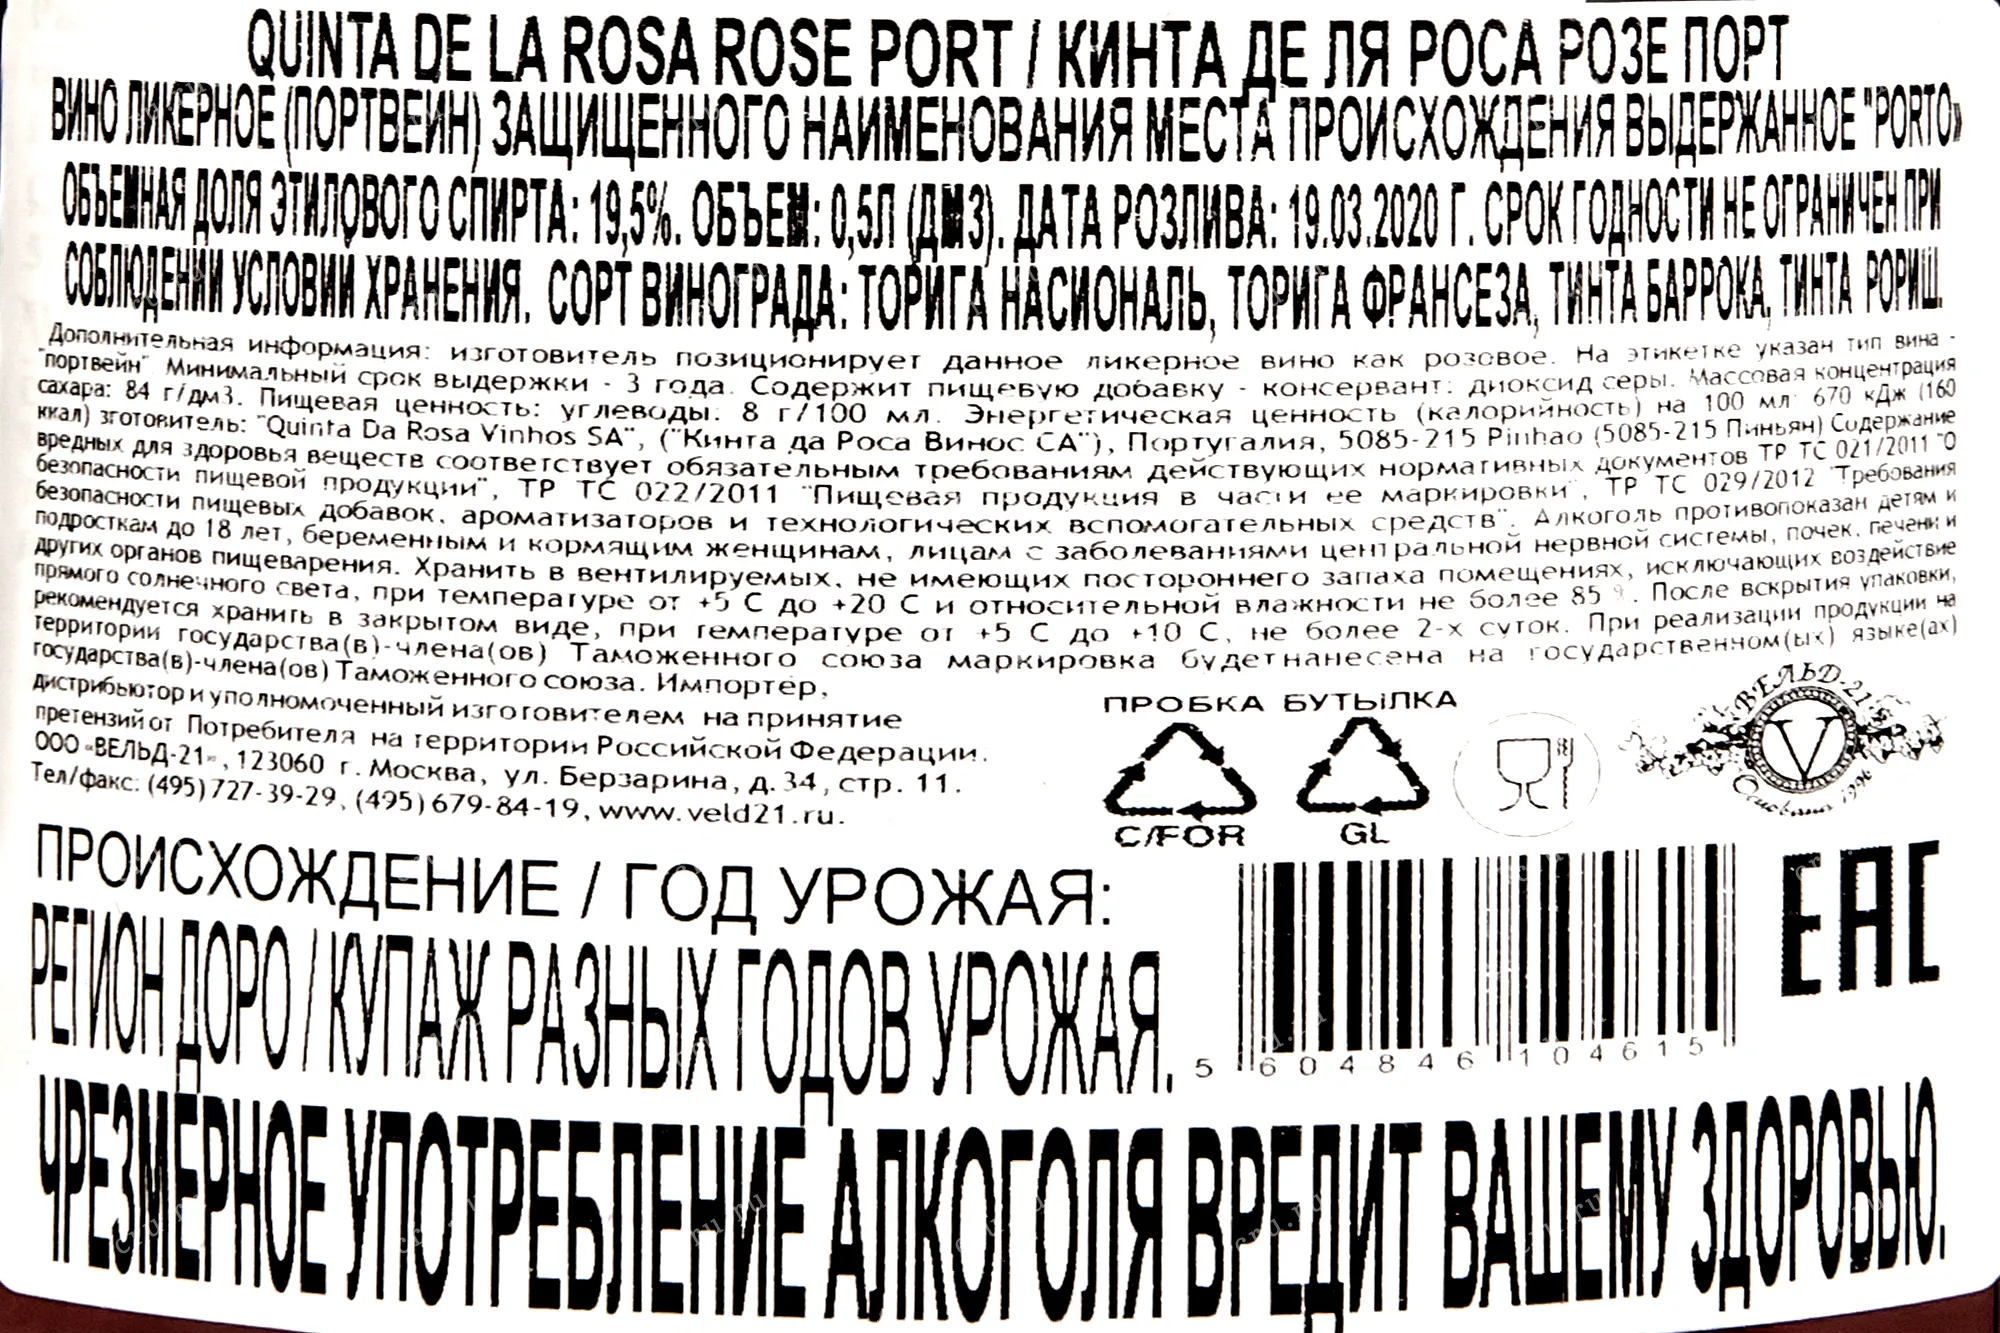 QUINTA DE LA ROSA ROSE PORT / КИНТА ДЕ ЛЯ РОСА РОЗЕ ПОРТ
ВИНО ЛИКЕРНОЕ (ПОРТВЕЙН) ЗАЩИЩЕННОГО НАИМЕНОВАНИЯ МЕСТА ПРОИСХОЖДЕНИЯ ВЫДЕРЖАННОЕ "PORTO»
ОБЪЕМНАЯ ДОЛЯ ЭТИЛОВОГО СПИРТА: 19,5%. ОБЪЕМ: 0,5Л (ДМ3). ДАТА РОЗЛИВА: 19.03.2020 Г. СРОК ГОДНОСТИ НЕ ОГРАНИЧЕН ПРИ
СОБЛЮДЕНИИ УСЛОВИЙ ХРАНЕНИЯ. СОРТ ВИНОГРАДА: ТОРИГА НАСИОНАЛЬ, ТОРИГА ФРАНСЕЗА, ТИНТА БАРРОКА, ТИНТА РОРИШ.
Дополнительная информация: изготовитель позиционирует данное ликерное вино как розовое. На этикетке указан тип вина -
"портвейн" Минимальный срок выдержки - 3 года. Содержит пищевую добавку - консервант: диоксид серы. Массовая концентрация
сахара: 84 г/дм3. Пищевая ценность: углеводы: 8 г/100 мл. Энергетическая ценность (калорийность) на 100 мл: 670 кДж (160
ккал) зготовитель: "Quinta Da Rosa Vinhos SA", ("Кинта да Роса Винос СА"), Португалия, 5085-215 Pinhao (5085-215 Пиньян) Содержание
вредных для здоровья веществ соответствует обязательным требованиям действующих нормативных документов ТР ТС 021/2011 "О
безопасности пищевой продукции", ТР ТС 022/2011 "Пищевая продукция в части ее маркировки", ТР ТС 029/2012 "Требования
безопасности пищевых добавок, ароматизаторов и технологических вспомогательных средств". Алкоголь противопоказан детям и
подросткам до 18 лет, беременным и кормящим женщинам, лицам с заболеваниями центральной нервной системы, почек, печени и
других органов пищеварения. Хранить в вентилируемых, не имеющих постороннего запаха помещениях, исключающих воздействие
прямого солнечного света, при температуре от +5 С до +20 С и относительной влажности не более 85 %. После вскрытия упаковки,
рекомендуется хранить в закрытом виде, при температуре от +5 С до +10 С, не более 2-х суток. При реализации продукции на
территории государства(в)-члена(ов) Таможенного союза маркировка будет нанесена на государственном(ых) языке(ах)
государства(в)-члена(ов) Таможенного союза. Импортер,
дистрибьютор и уполномоченный изготовителем на принятие
претензий от Потребителя на территории Российской Федерации.
ООО «ВЕЛЬД-21», 123060 г. Москва, ул. Берзарина, д. 34, стр. 11.
Тел/факс: (495) 727-39-29, (495) 679-84-19, www.veld21.ru.
ПРОБКА БУТЫЛКА
C/FOR GL
ВЕЛЬД-21
V
Основана 1996
ПРОИСХОЖДЕНИЕ / ГОД УРОЖАЯ:
РЕГИОН ДОРО / КУПАЖ РАЗНЫХ ГОДОВ УРОЖАЯ.
5 604846 104615
EAC
ЧРЕЗМЕРНОЕ УПОТРЕБЛЕНИЕ АЛКОГОЛЯ ВРЕДИТ ВАШЕМУ ЗДОРОВЬЮ.